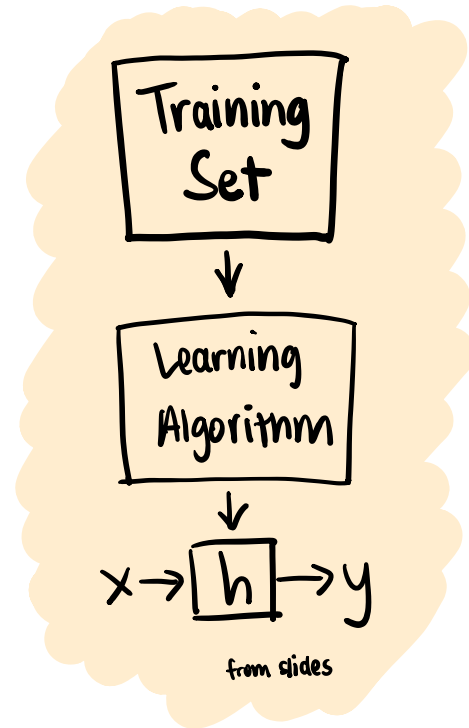 Training
Set
Learning
Algorithm
x → h → y
from slides